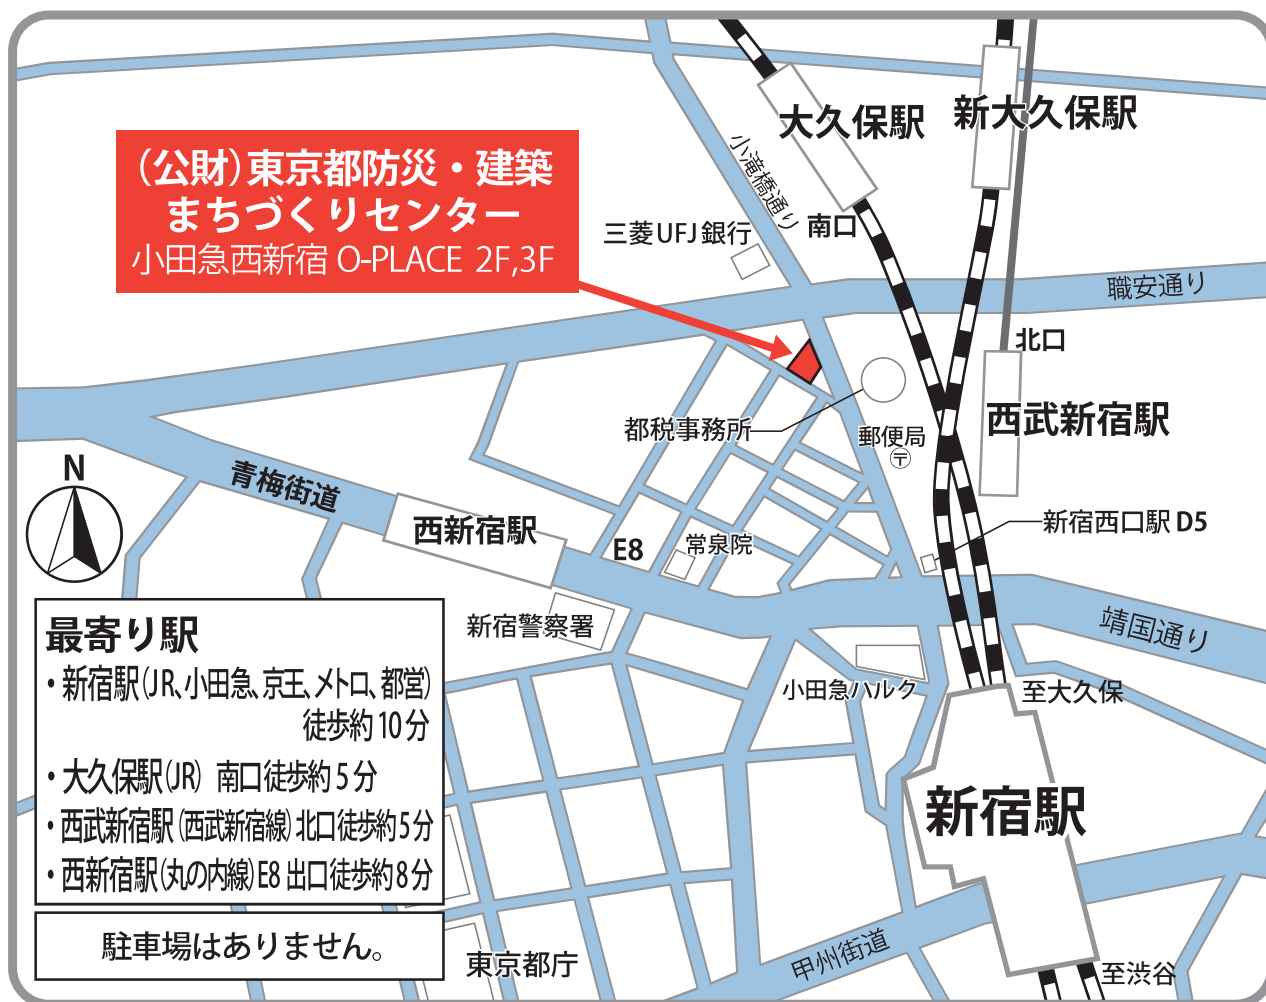 大久保駅
新大久保駅
（公財）東京都防災・建築
まちづくりセンター
小田急西新宿 O-PLACE 2F,3F
小滝橋通り
三菱UFJ銀行
南口
職安通り
北口
西武新宿駅
都税事務所
郵便局
〒
N
青梅街道
西新宿駅
E8
常泉院
新宿西口駅 D5
新宿警察署
靖国通り
小田急ハルク
至大久保
新宿駅
最寄り駅
・新宿駅（JR、小田急、京王、メトロ、都営）
徒歩約10分
・大久保駅（JR） 南口徒歩約5分
・西武新宿駅（西武新宿線）北口徒歩約5分
・西新宿駅（丸の内線）E8 出口徒歩約8分
駐車場はありません。
東京都庁
甲州街道
至渋谷